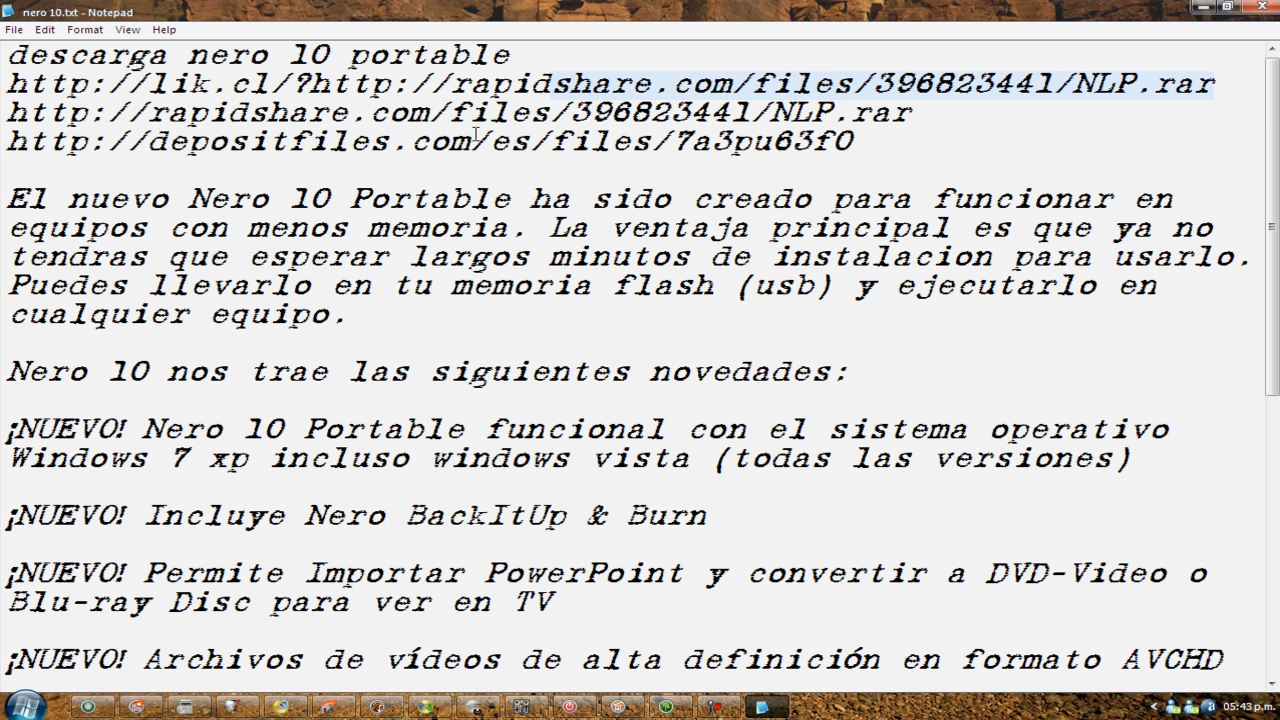 nero 10.txt - Notepad
File Edit Format View Help
descarga nero 10 portable
http://lik.cl/?http://rapidshare.com/files/396823441/NLP.rar
http://rapidshare.com/files/396823441/NLP.rar
http://depositfiles.com/es/files/7a3pu63f0
El nuevo Nero 10 Portable ha sido creado para funcionar en
equipos con menos memoria. La ventaja principal es que ya no
tendras que esperar largos minutos de instalacion para usarlo.
Puedes llevarlo en tu memoria flash (usb) y ejecutarlo en
cualquier equipo.
Nero 10 nos trae las siguientes novedades:
¡NUEVO! Nero 10 Portable funcional con el sistema operativo
Windows 7 xp incluso windows vista (todas las versiones)
¡NUEVO! Incluye Nero BackItUp & Burn
¡NUEVO! Permite Importar PowerPoint y convertir a DVD-Video o
Blu-ray Disc para ver en TV
¡NUEVO! Archivos de vídeos de alta definición en formato AVCHD
05:43 p.m.